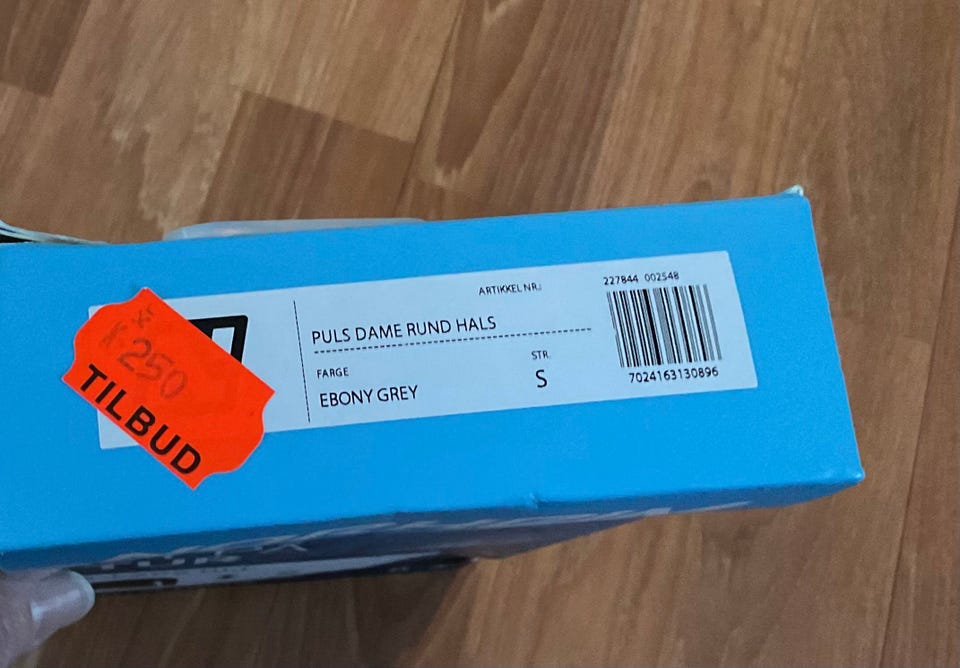 ARTIKKEL NR.:
227844 002548
PULS DAME RUND HALS
FARGE
STR.
EBONY GREY
S
7024163130896
250
TILBUD